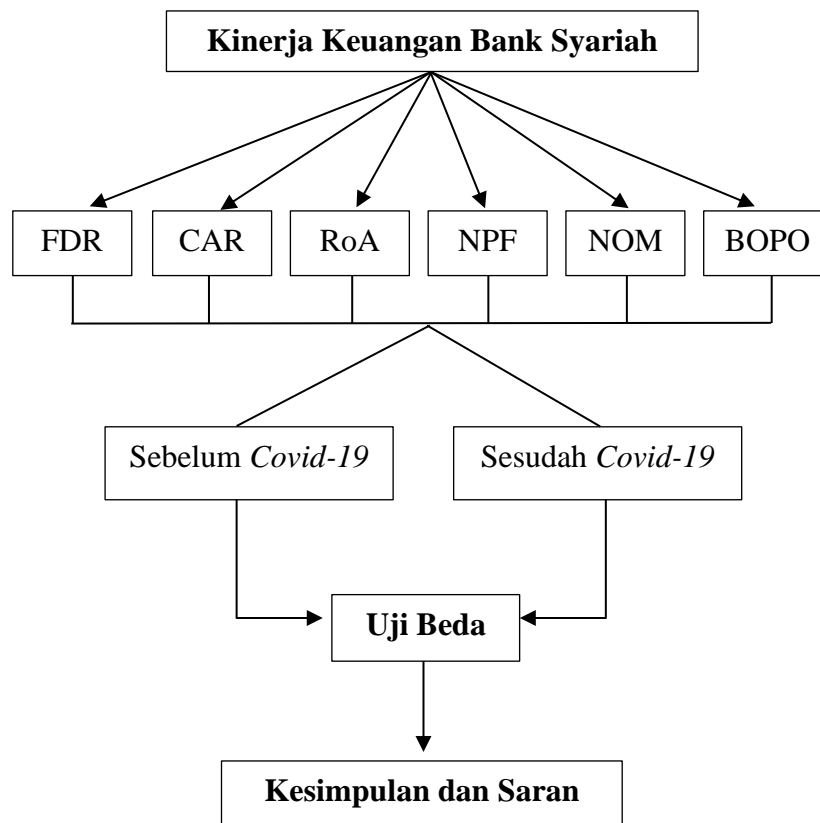 Kinerja Keuangan Bank Syariah
FDR
CAR
RoA
NPF
NOM
BOPO
Sebelum Covid-19
Sesudah Covid-19
Uji Beda
Kesimpulan dan Saran